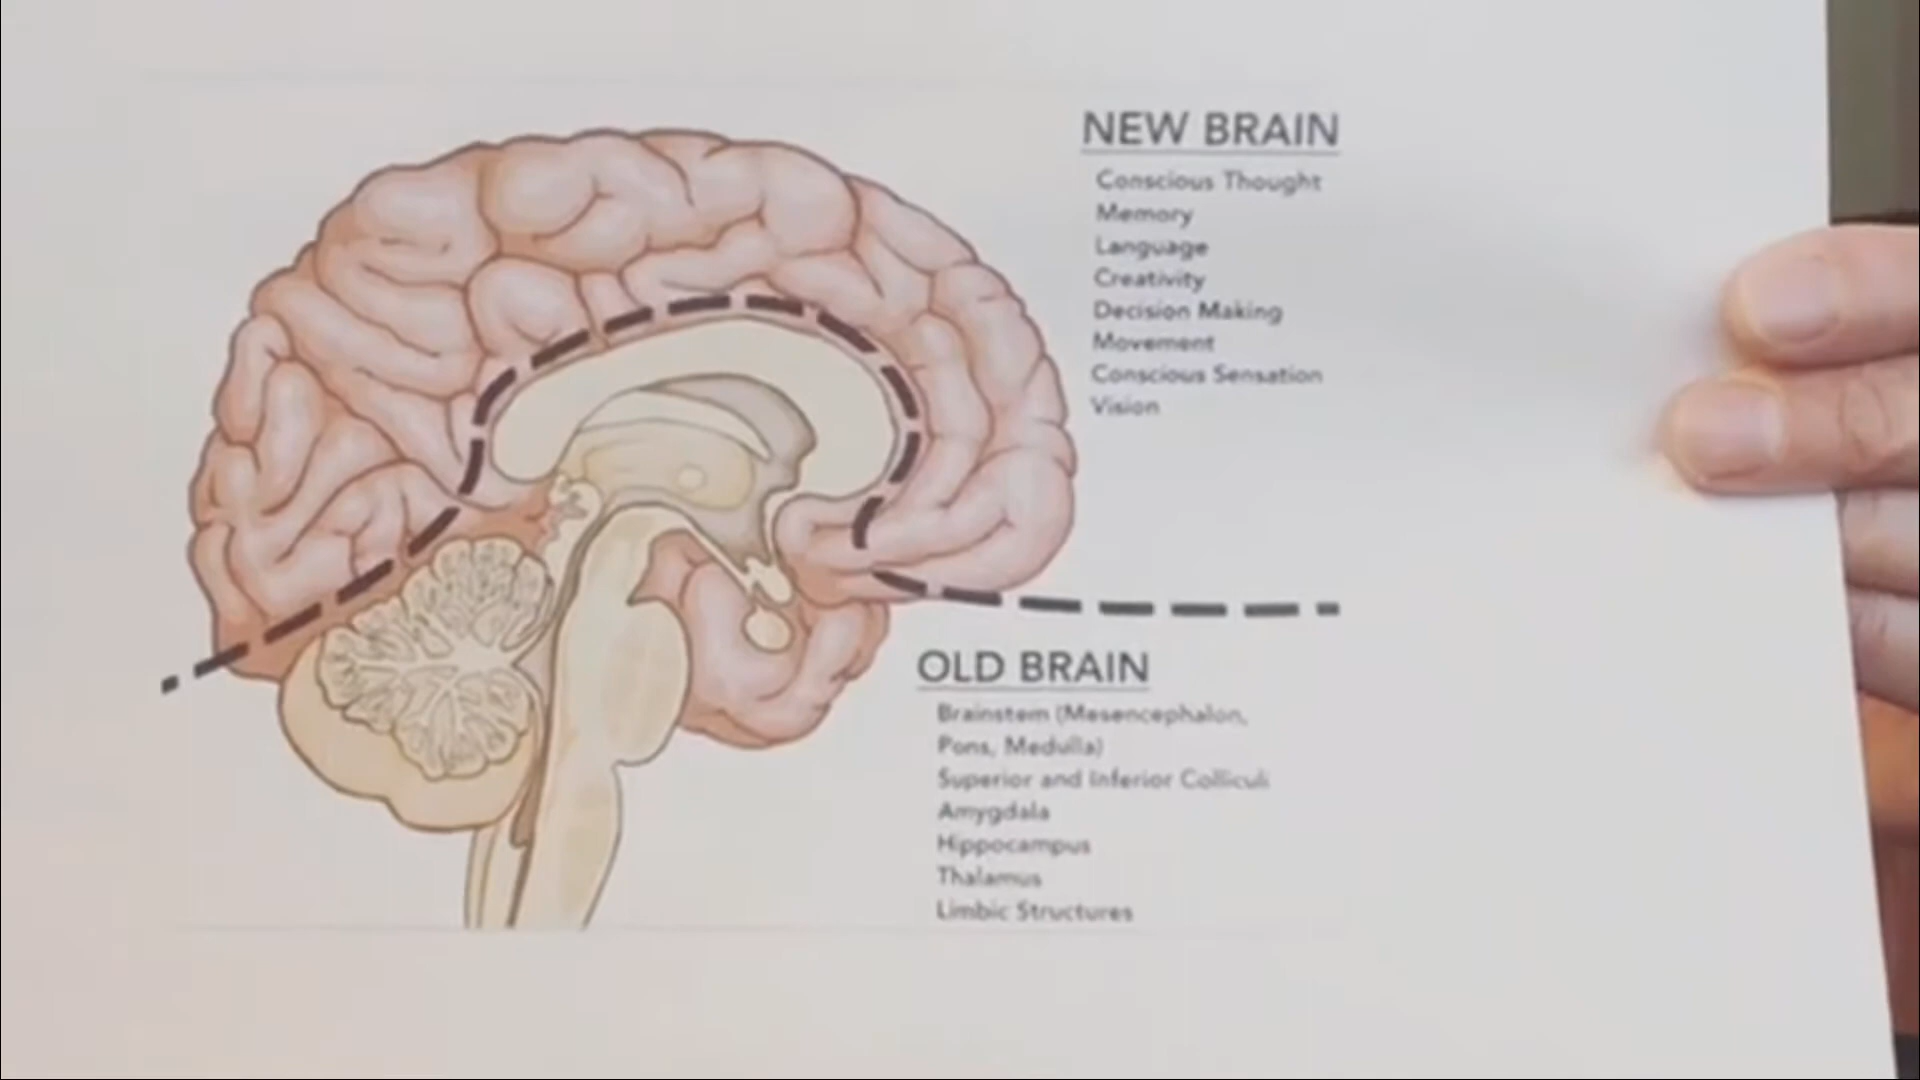 NEW BRAIN
Conscious Thought
Memory
Language
Creativity
Decision Making
Movement
Conscious Sensation
Vision
OLD BRAIN
Brainstem (Mesencephalon,
Pons, Medulla)
Superior and Inferior Colliculi
Amygdala
Hippocampus
Thalamus
Limbic Structures